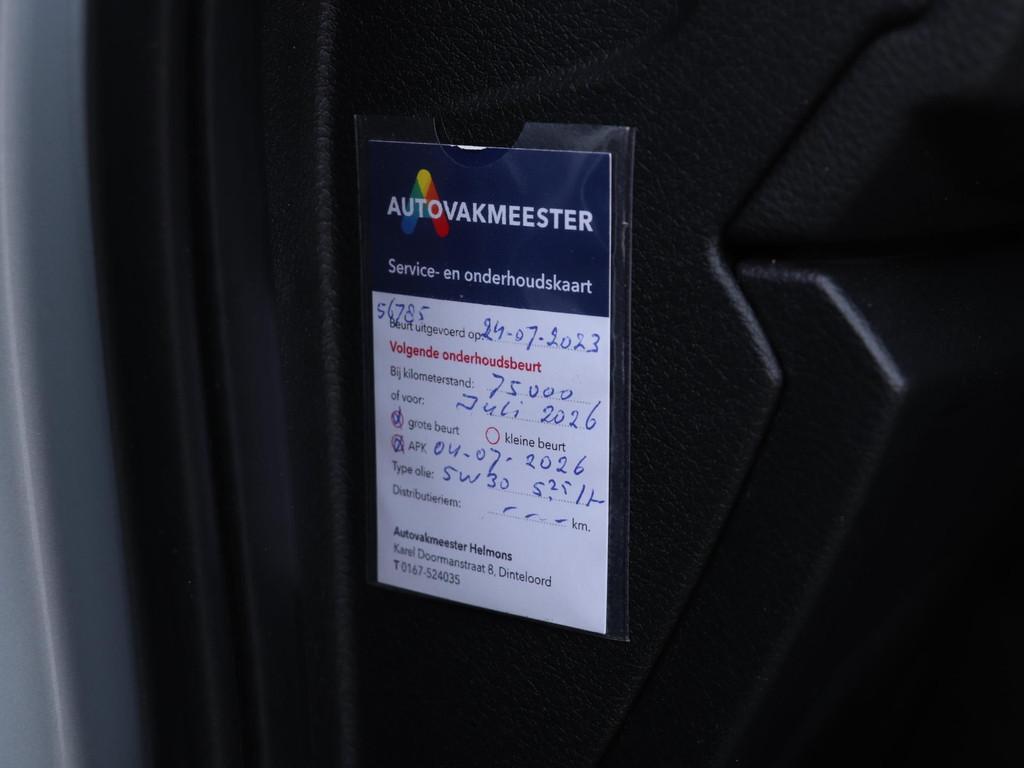 AUTOVAKMEESTER
Service- en onderhoudskaart
56785
Beurt uitgevoerd op: 24-07-2023
Volgende onderhoudsbeurt
Bij kilometerstand: 75000
of voor: Juli 2026
grote beurt kleine beurt
APK 04-07-2026
Type olie: 5W30 5,25 lt
Distributieriem: - - - km.
Autovakmeester Helmons
Karel Doormanstraat 8, Dinteloord
T 0167-524035